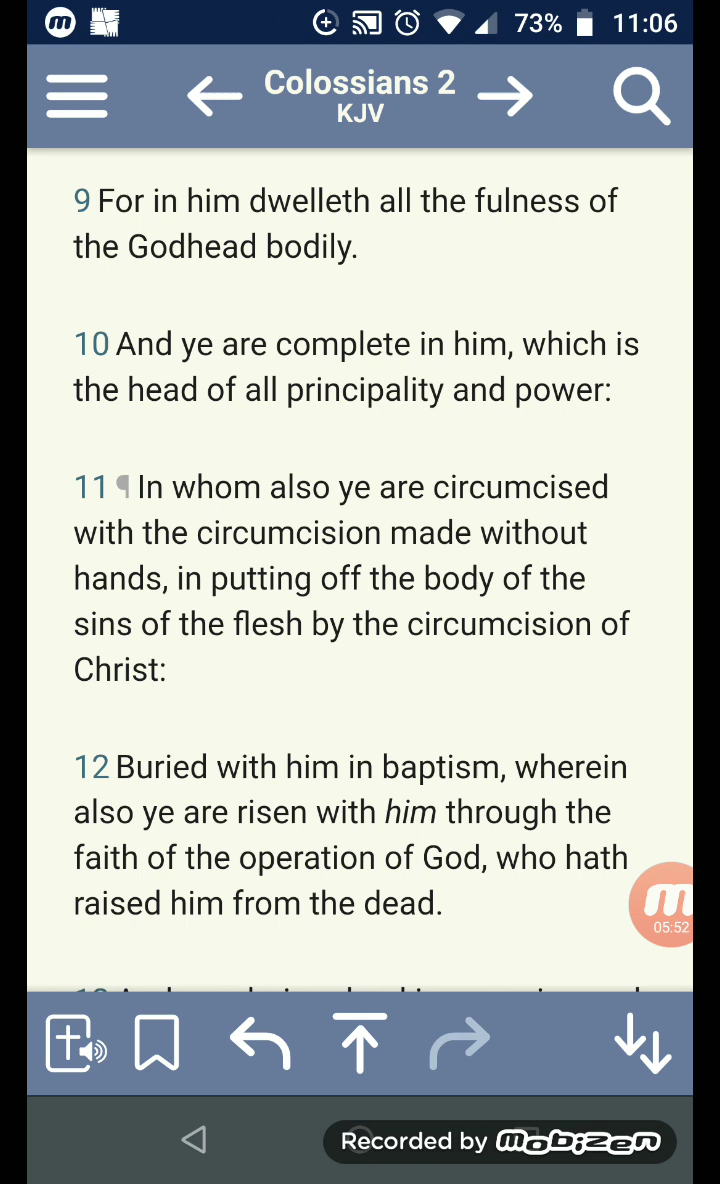 m 73% 11:06
Colossians 2
KJV
9 For in him dwelleth all the fulness of
the Godhead bodily.
10 And ye are complete in him, which is
the head of all principality and power:
11 ¶ In whom also ye are circumcised
with the circumcision made without
hands, in putting off the body of the
sins of the flesh by the circumcision of
Christ:
12 Buried with him in baptism, wherein
also ye are risen with him through the
faith of the operation of God, who hath
raised him from the dead.
m
05:52
Recorded by mobizen